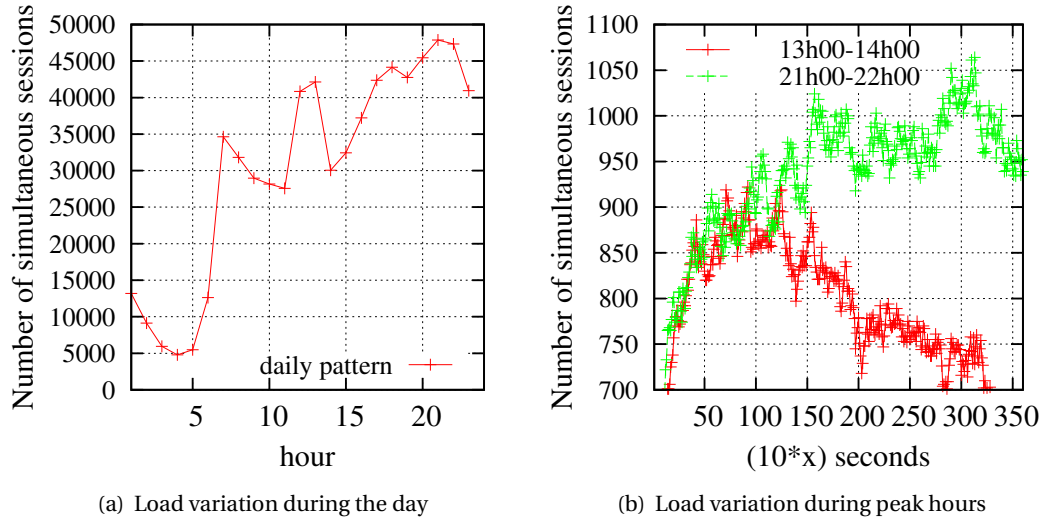 Number of simultaneous sessions
50000
45000
40000
35000
30000
25000
20000
15000
10000
5000
0
daily pattern
5 10 15 20
hour
(a) Load variation during the day
Number of simultaneous sessions
1100
1050
1000
950
900
850
800
750
700
13h00-14h00
21h00-22h00
50 100 150 200 250 300 350
(10*x) seconds
(b) Load variation during peak hours